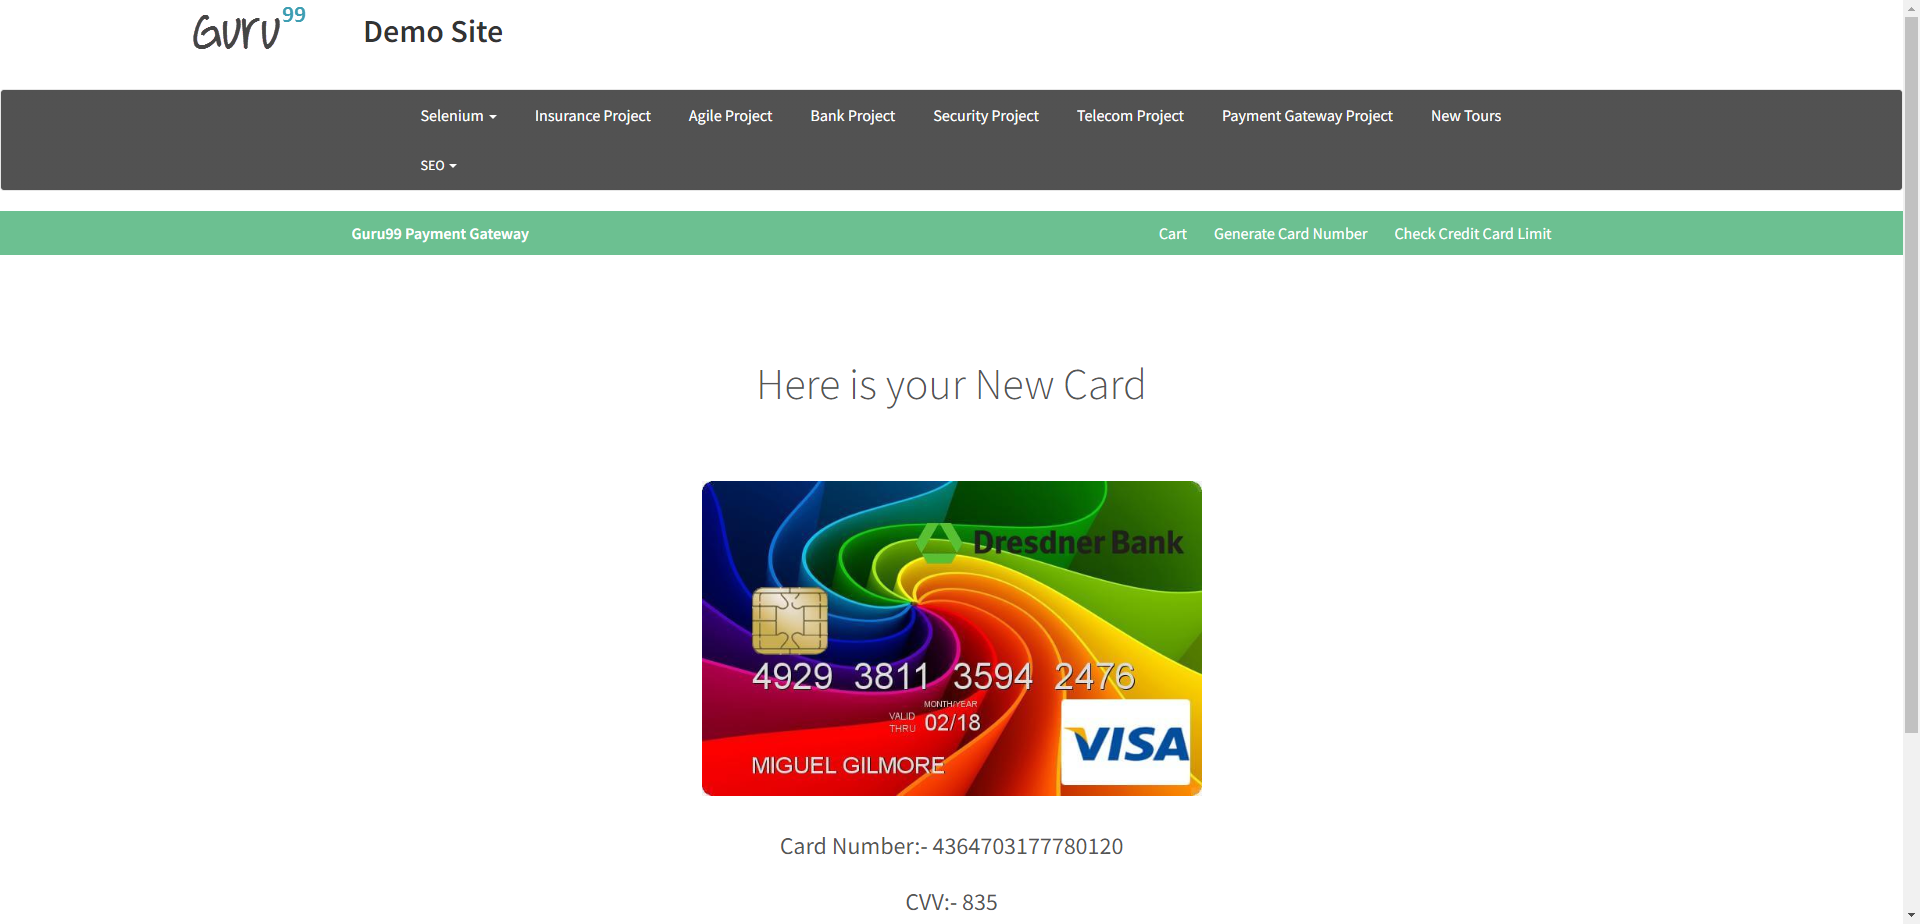 Guru99
Demo Site
Selenium
Insurance Project
Agile Project
Bank Project
Security Project
Telecom Project
Payment Gateway Project
New Tours
SEO
Guru99 Payment Gateway
Cart
Generate Card Number
Check Credit Card Limit
Here is your New Card
Dresdner Bank
4929 3811 3594 2476
MONTH/YEAR
VALID THRU 02/18
MIGUEL GILMORE
VISA
Card Number:- 4364703177780120
CVV:- 835